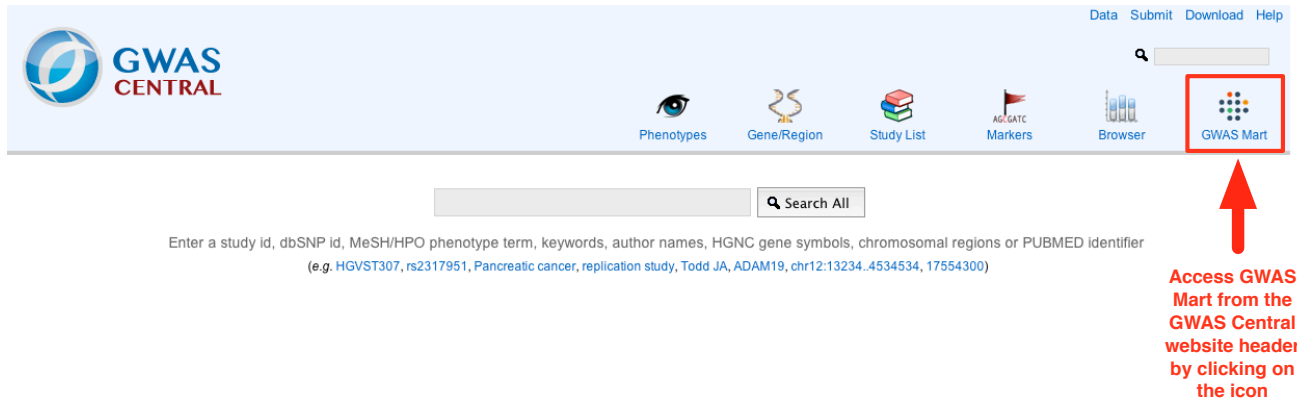 Data Submit Download Help
GWAS
CENTRAL
AGCGATC
Phenotypes Gene/Region Study List Markers Browser GWAS Mart
Search All
Enter a study id, dbSNP id, MeSH/HPO phenotype term, keywords, author names, HGNC gene symbols, chromosomal regions or PUBMED identifier
(e.g. HGVST307, rs2317951, Pancreatic cancer, replication study, Todd JA, ADAM19, chr12:13234..4534534, 17554300)
Access GWAS
Mart from the
GWAS Central
website header
by clicking on
the icon